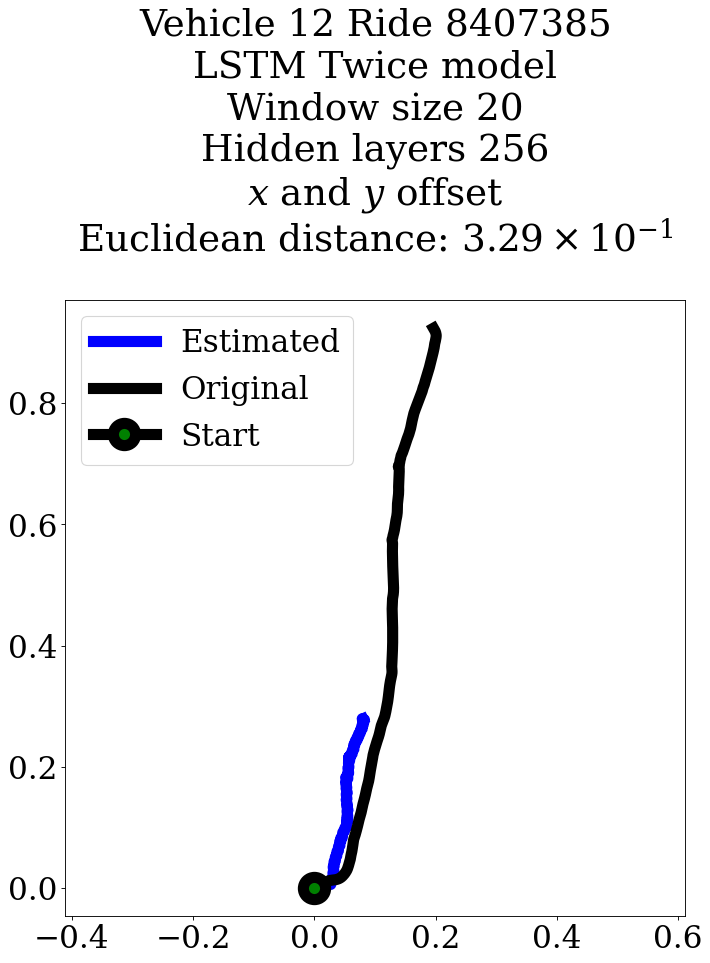 Vehicle 12 Ride 8407385
LSTM Twice model
Window size 20
Hidden layers 256
x and y offset
Euclidean distance: 3.29 × 10⁻¹
Estimated
Original
Start
0.8
0.6
0.4
0.2
0.0
−0.4 −0.2 0.0 0.2 0.4 0.6